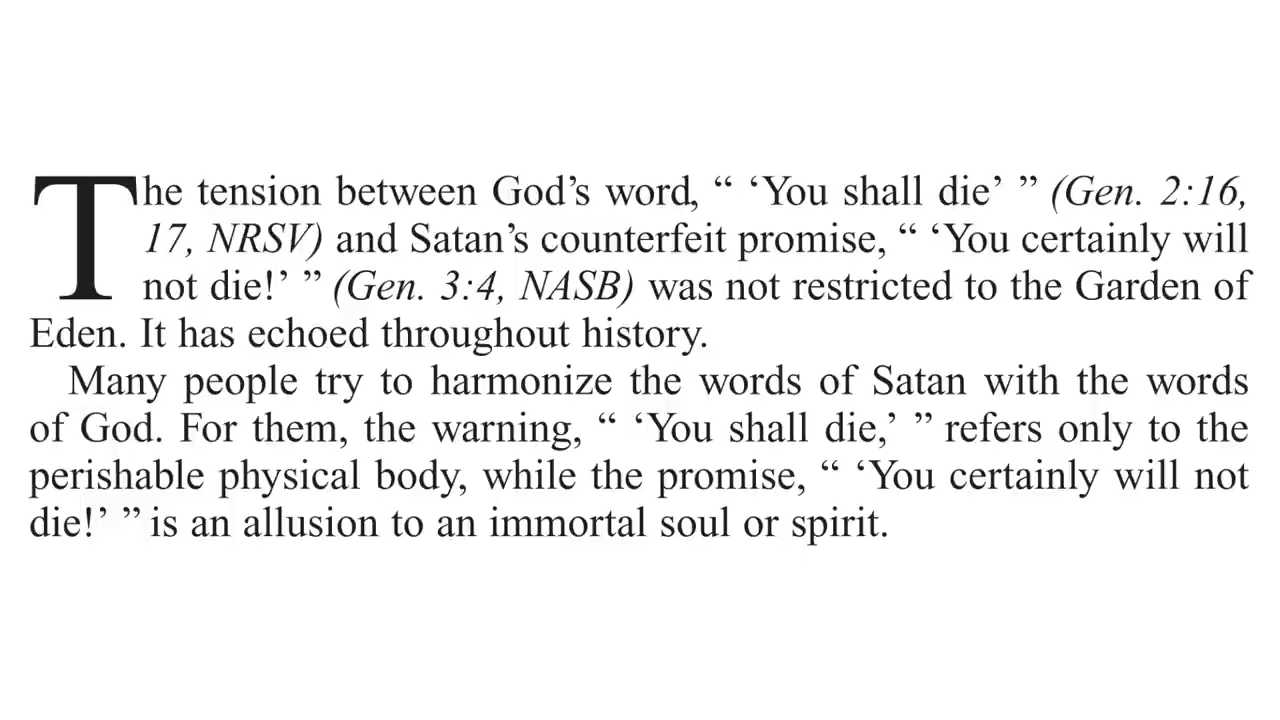 The tension between God’s word, “ ‘You shall die’ ” (Gen. 2:16,
17, NRSV) and Satan’s counterfeit promise, “ ‘You certainly will
not die!’ ” (Gen. 3:4, NASB) was not restricted to the Garden of
Eden. It has echoed throughout history.
Many people try to harmonize the words of Satan with the words
of God. For them, the warning, “ ‘You shall die,’ ” refers only to the
perishable physical body, while the promise, “ ‘You certainly will not
die!’ ” is an allusion to an immortal soul or spirit.